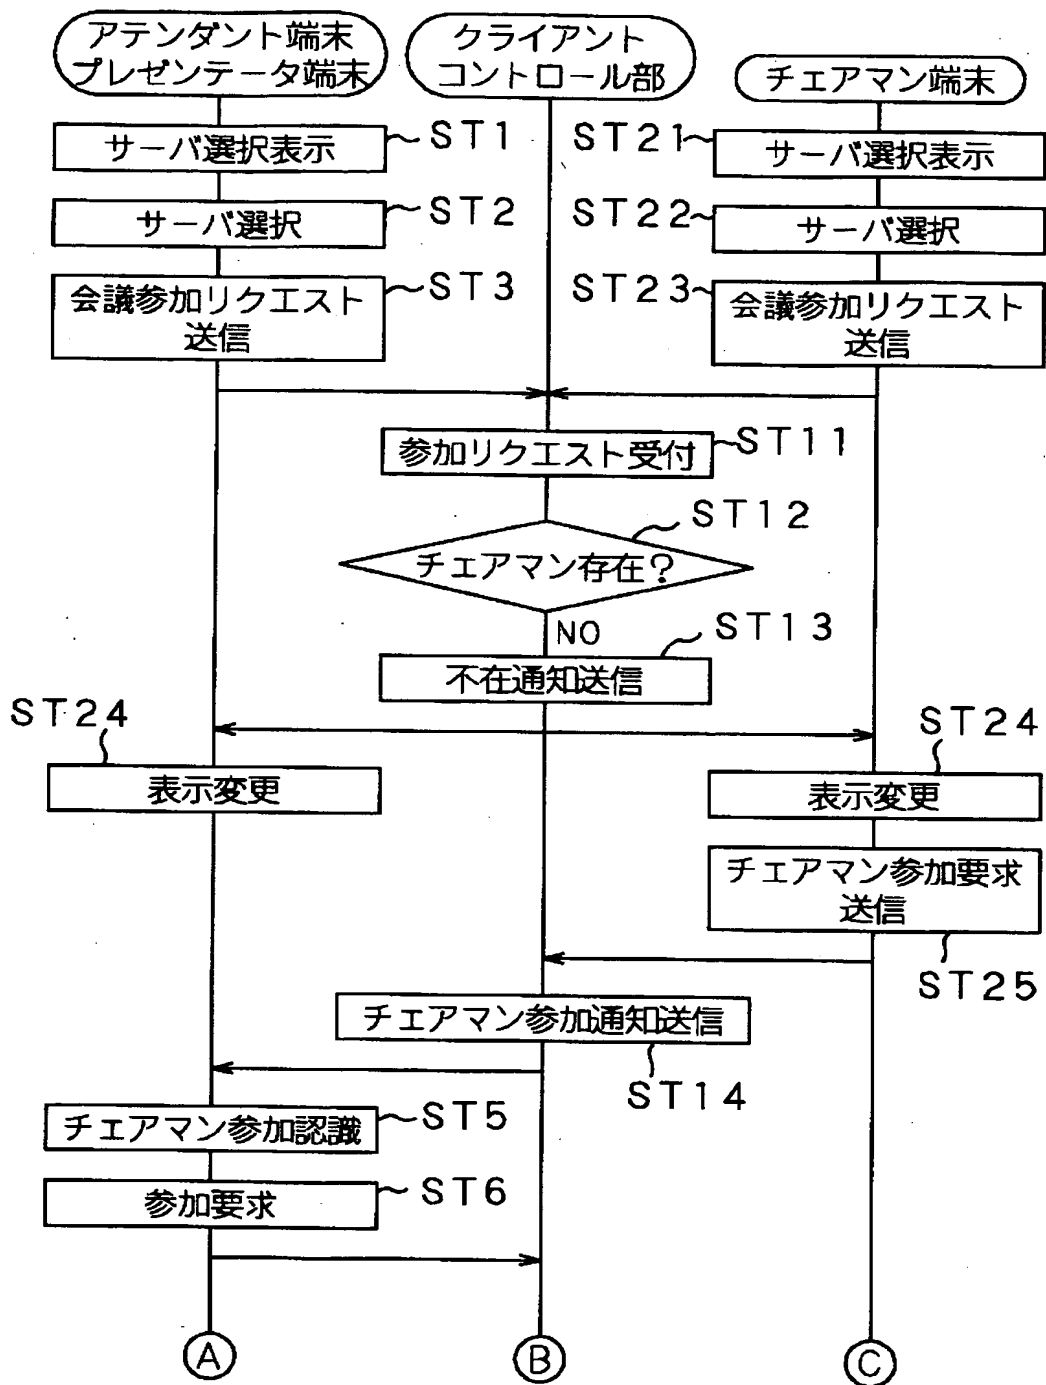 アテンダント端末
プレゼンテータ端末
クライアント
コントロール部
チェアマン端末
サーバ選択表示
ST1
ST21
サーバ選択表示
サーバ選択
ST2
ST22
サーバ選択
会議参加リクエスト
送信
ST3
ST23
会議参加リクエスト
送信
参加リクエスト受付
ST11
チェアマン存在?
ST12
NO
不在通知送信
ST13
ST24
表示変更
ST24
表示変更
チェアマン参加要求
送信
ST25
チェアマン参加通知送信
ST14
チェアマン参加認識
ST5
参加要求
ST6
A
B
C